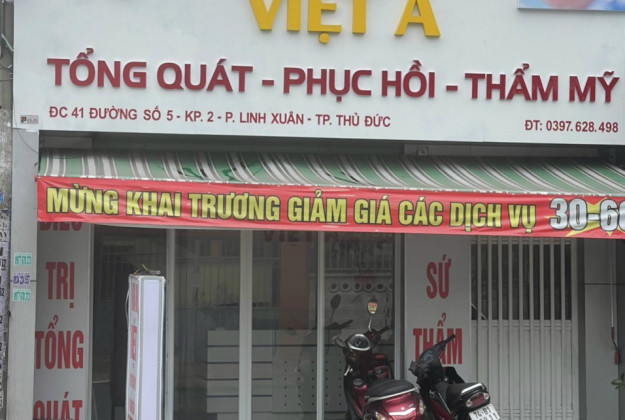 VIỆT Á
TỔNG QUÁT - PHỤC HỒI - THẨM MỸ
ĐC 41 ĐƯỜNG SỐ 5 - KP. 2 - P. LINH XUÂN - TP. THỦ ĐỨC
ĐT: 0397.628.498
MỪNG KHAI TRƯƠNG GIẢM GIÁ CÁC DỊCH VỤ 30-6
ĐIỀU
TRỊ
TỔNG
QUÁT
SỨ
THẨM